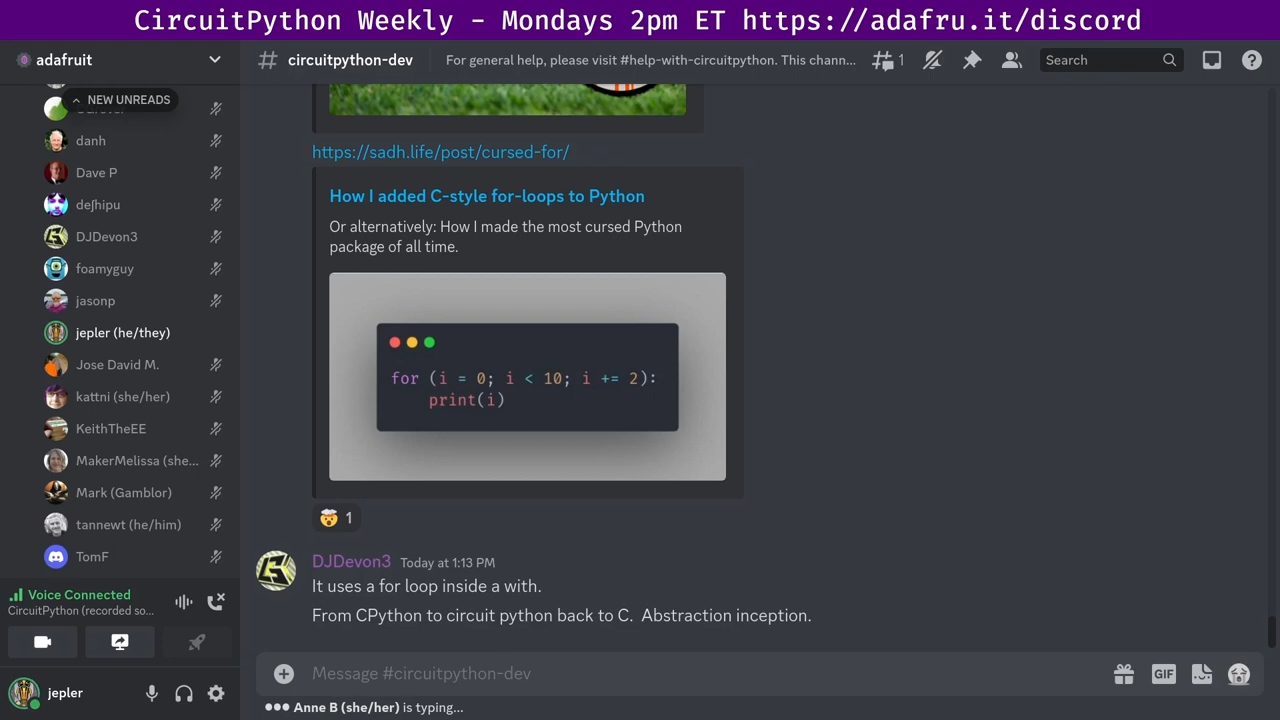 CircuitPython Weekly - Mondays 2pm ET https://adafru.it/discord
adafruit
circuitpython-dev
For general help, please visit #help-with-circuitpython. This chann...
1
Search
NEW UNREADS
danh
Dave P
deʃhipu
DJDevon3
foamyguy
jasonp
jepler (he/they)
Jose David M.
kattni (she/her)
KeithTheEE
MakerMelissa (she...
Mark (Gamblor)
tannewt (he/him)
TomF
Voice Connected
CircuitPython (recorded so...
jepler
https://sadh.life/post/cursed-for/
How I added C-style for-loops to Python
Or alternatively: How I made the most cursed Python
package of all time.
for (i = 0; i < 10; i += 2):
print(i)
1
DJDevon3 Today at 1:13 PM
It uses a for loop inside a with.
From CPython to circuit python back to C.  Abstraction inception.
Message #circuitpython-dev
GIF
Anne B (she/her) is typing...